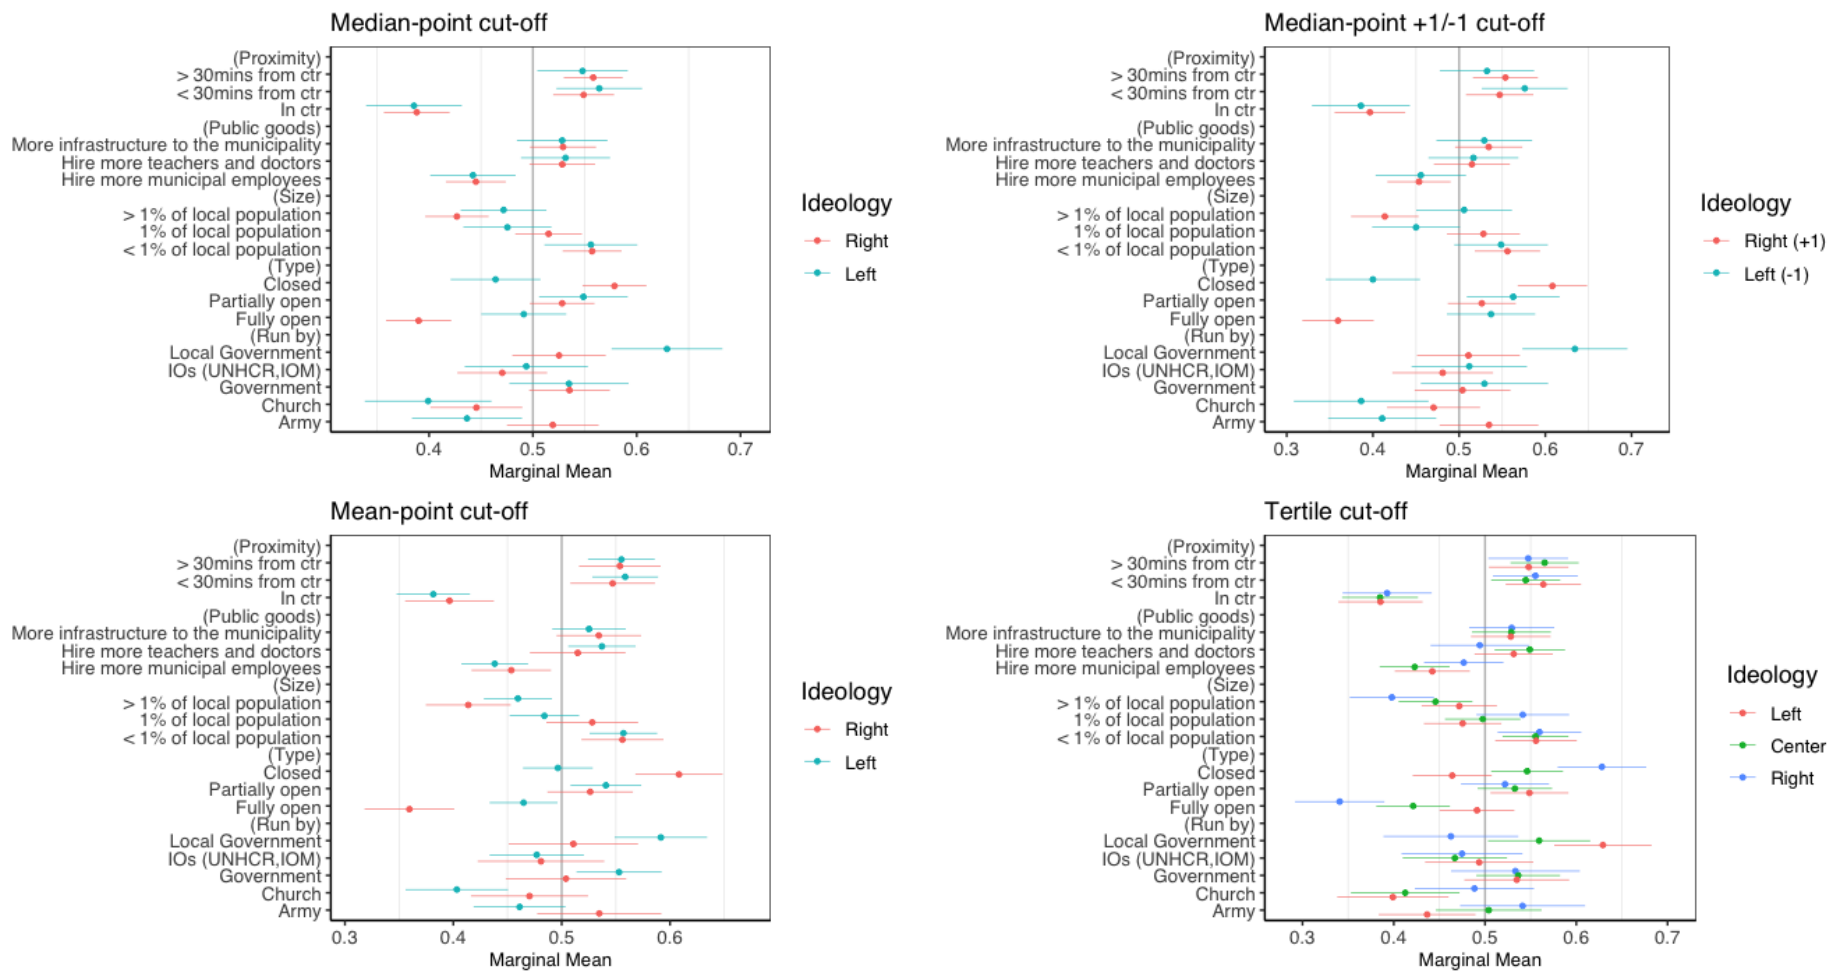 Median-point cut-off
(Proximity)
> 30mins from ctr
< 30mins from ctr
In ctr
(Public goods)
More infrastructure to the municipality
Hire more teachers and doctors
Hire more municipal employees
(Size)
> 1% of local population
1% of local population
< 1% of local population
(Type)
Closed
Partially open
Fully open
(Run by)
Local Government
IOs (UNHCR,IOM)
Government
Church
Army
0.4 0.5 0.6 0.7
Marginal Mean
Ideology
Right
Left
Median-point +1/-1 cut-off
(Proximity)
> 30mins from ctr
< 30mins from ctr
In ctr
(Public goods)
More infrastructure to the municipality
Hire more teachers and doctors
Hire more municipal employees
(Size)
> 1% of local population
1% of local population
< 1% of local population
(Type)
Closed
Partially open
Fully open
(Run by)
Local Government
IOs (UNHCR,IOM)
Government
Church
Army
0.3 0.4 0.5 0.6 0.7
Marginal Mean
Ideology
Right (+1)
Left (-1)
Mean-point cut-off
(Proximity)
> 30mins from ctr
< 30mins from ctr
In ctr
(Public goods)
More infrastructure to the municipality
Hire more teachers and doctors
Hire more municipal employees
(Size)
> 1% of local population
1% of local population
< 1% of local population
(Type)
Closed
Partially open
Fully open
(Run by)
Local Government
IOs (UNHCR,IOM)
Government
Church
Army
0.3 0.4 0.5 0.6
Marginal Mean
Ideology
Right
Left
Tertile cut-off
(Proximity)
> 30mins from ctr
< 30mins from ctr
In ctr
(Public goods)
More infrastructure to the municipality
Hire more teachers and doctors
Hire more municipal employees
(Size)
> 1% of local population
1% of local population
< 1% of local population
(Type)
Closed
Partially open
Fully open
(Run by)
Local Government
IOs (UNHCR,IOM)
Government
Church
Army
0.3 0.4 0.5 0.6 0.7
Marginal Mean
Ideology
Left
Center
Right